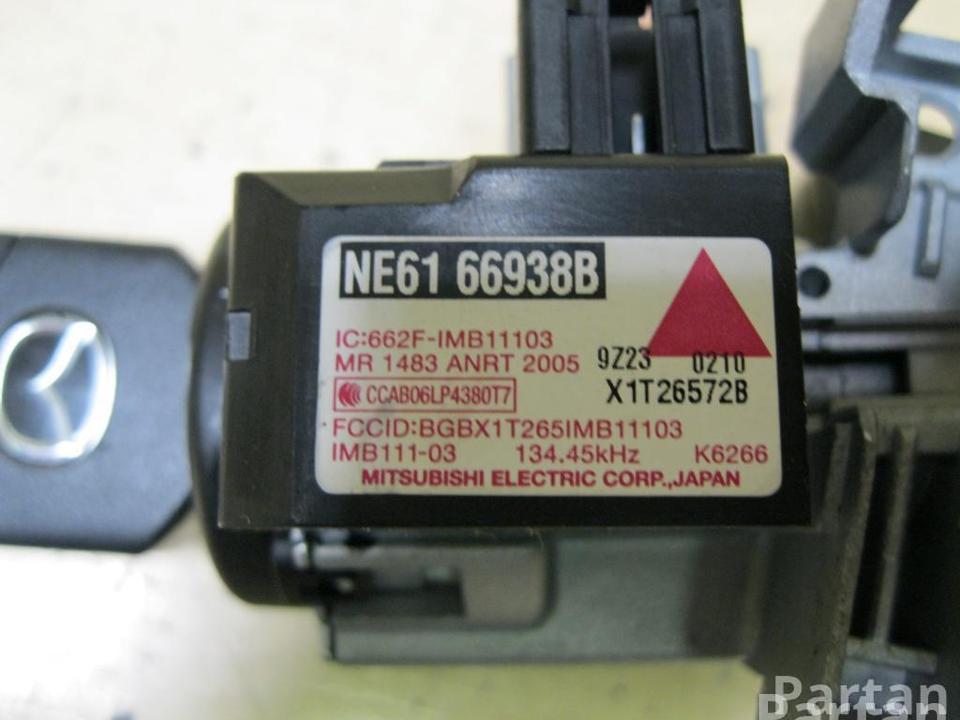 NE61 66938B
IC:662F-IMB11103
MR 1483 ANRT 2005 9Z23 0210
CCAB06LP4380T7 X1T26572B
FCCID:BGBX1T265IMB11103
IMB111-03 134.45kHz K6266
MITSUBISHI ELECTRIC CORP.,JAPAN
Partan
Partan